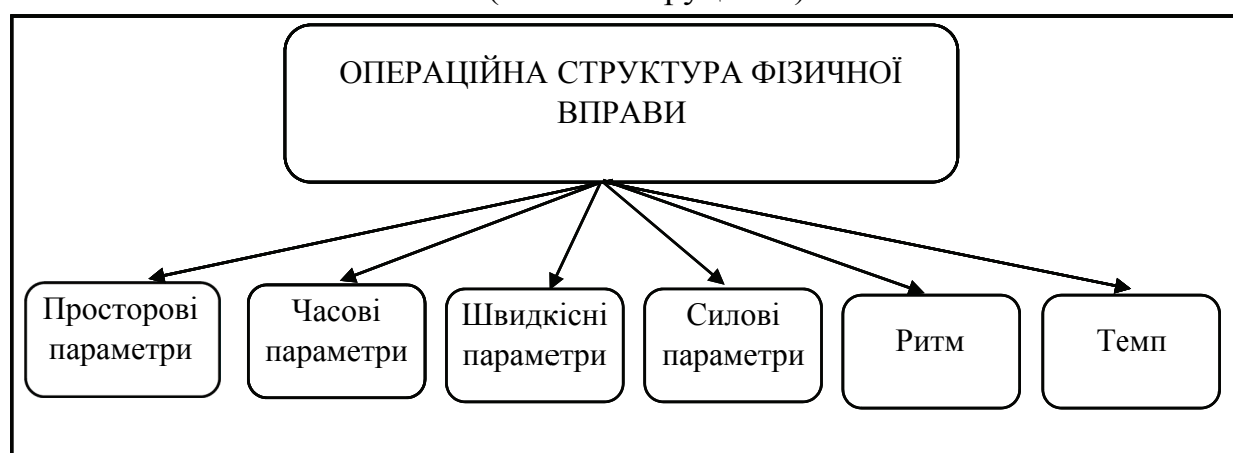 ОПЕРАЦІЙНА СТРУКТУРА ФІЗИЧНОЇ
ВПРАВИ
Просторові
параметри
Часові
параметри
Швидкісні
параметри
Силові
параметри
Ритм
Темп